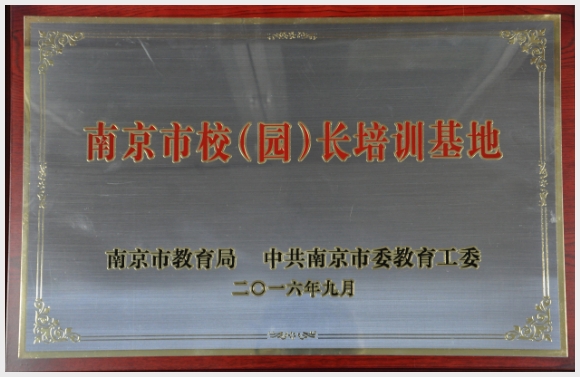 南京市校(园)长培训基地
南京市教育局 中共南京市委教育工委
二〇一六年九月